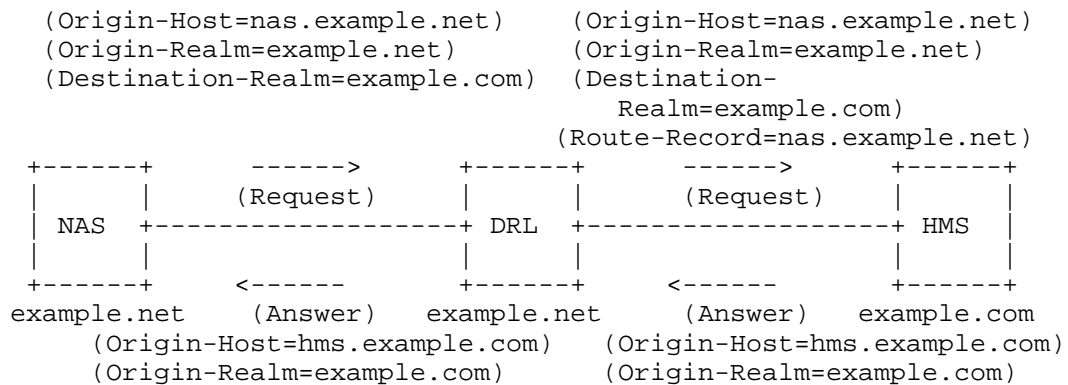 (Origin-Host=nas.example.net)    (Origin-Host=nas.example.net)
(Origin-Realm=example.net)       (Origin-Realm=example.net)
(Destination-Realm=example.com)  (Destination-
                                    Realm=example.com)
                                (Route-Record=nas.example.net)
+------+      ------>      +------+      ------>      +------+
|      |     (Request)     |      |     (Request)     |      |
| NAS  +-------------------+ DRL  +-------------------+ HMS  |
|      |                   |      |                   |      |
+------+     <------       +------+     <------       +------+
example.net    (Answer)   example.net     (Answer)   example.com
(Origin-Host=hms.example.com)   (Origin-Host=hms.example.com)
(Origin-Realm=example.com)      (Origin-Realm=example.com)